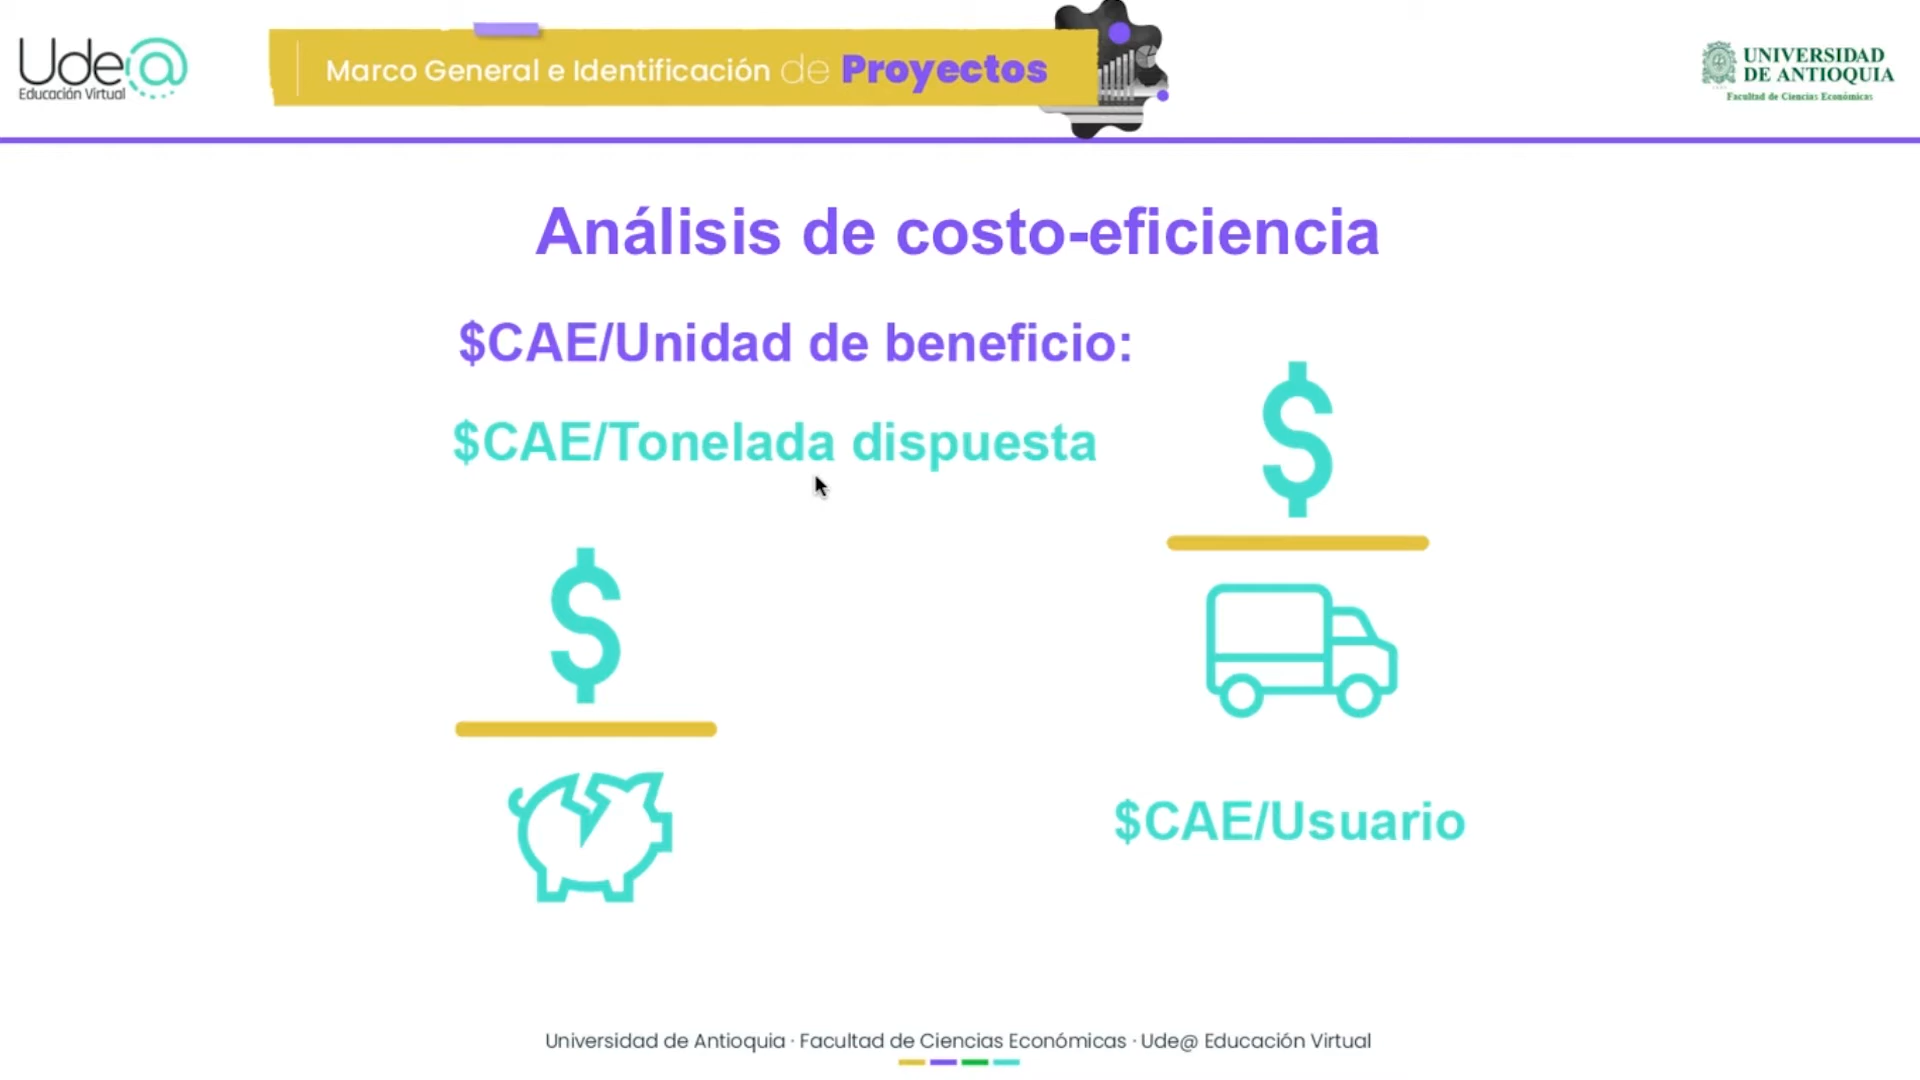 Ude@
Educación Virtual
Marco General e Identificación de Proyectos
UNIVERSIDAD
DE ANTIOQUIA
Facultad de Ciencias Económicas
Análisis de costo-eficiencia
$CAE/Unidad de beneficio:
$CAE/Tonelada dispuesta
$
$
$CAE/Usuario
Universidad de Antioquia · Facultad de Ciencias Económicas · Ude@ Educación Virtual